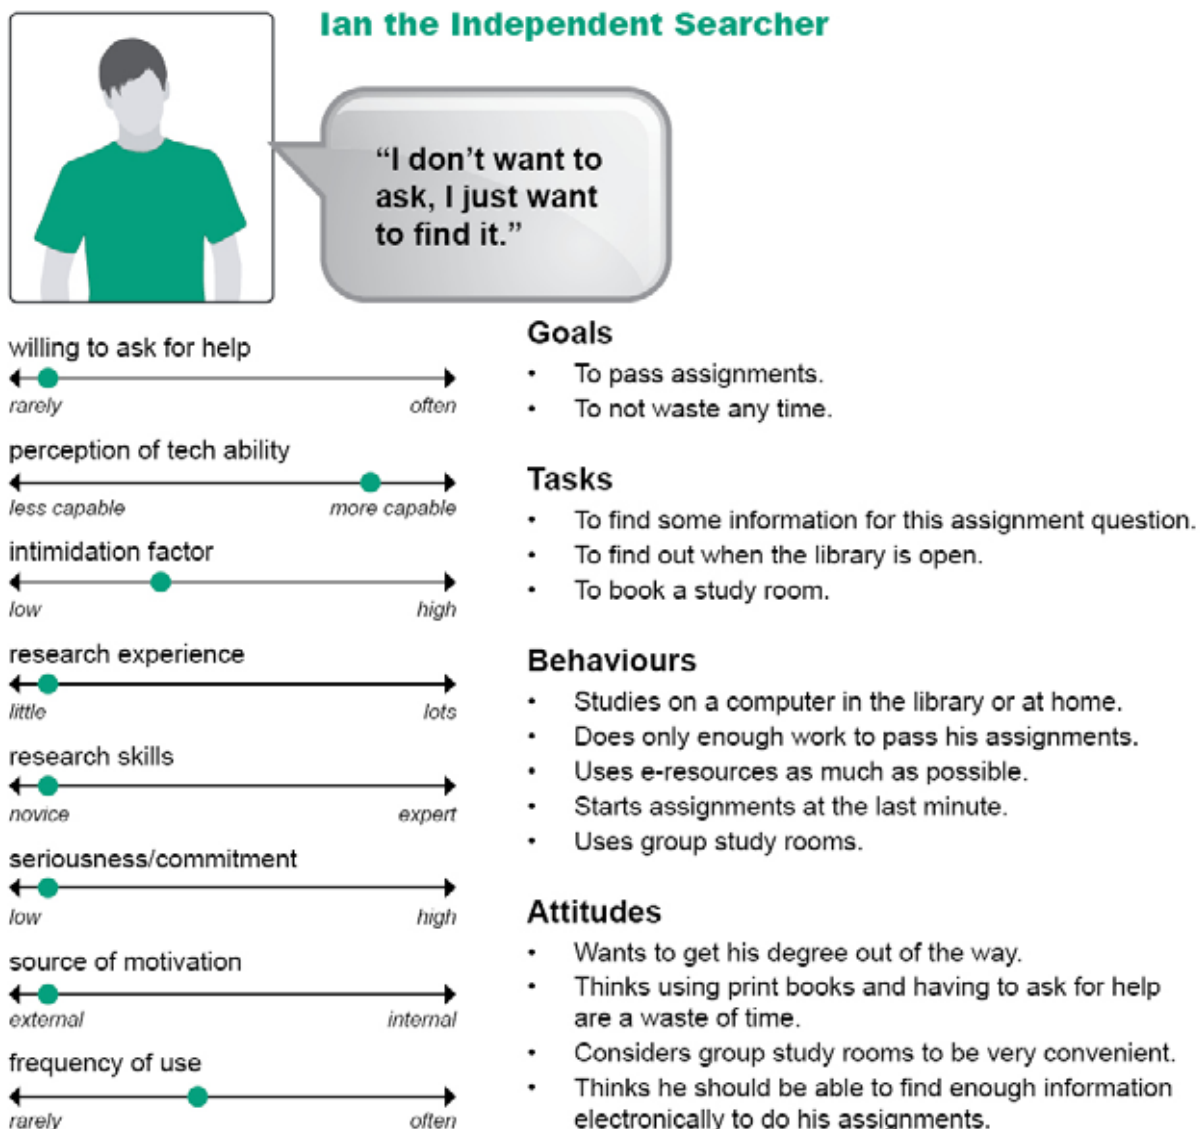 Ian the Independent Searcher
“I don’t want to
ask, I just want
to find it.”
willing to ask for help
rarely often
perception of tech ability
less capable more capable
intimidation factor
low high
research experience
little lots
research skills
novice expert
seriousness/commitment
low high
source of motivation
external internal
frequency of use
rarely often
Goals
• To pass assignments.
• To not waste any time.
Tasks
• To find some information for this assignment question.
• To find out when the library is open.
• To book a study room.
Behaviours
• Studies on a computer in the library or at home.
• Does only enough work to pass his assignments.
• Uses e-resources as much as possible.
• Starts assignments at the last minute.
• Uses group study rooms.
Attitudes
• Wants to get his degree out of the way.
• Thinks using print books and having to ask for help
are a waste of time.
• Considers group study rooms to be very convenient.
• Thinks he should be able to find enough information
electronically to do his assignments.